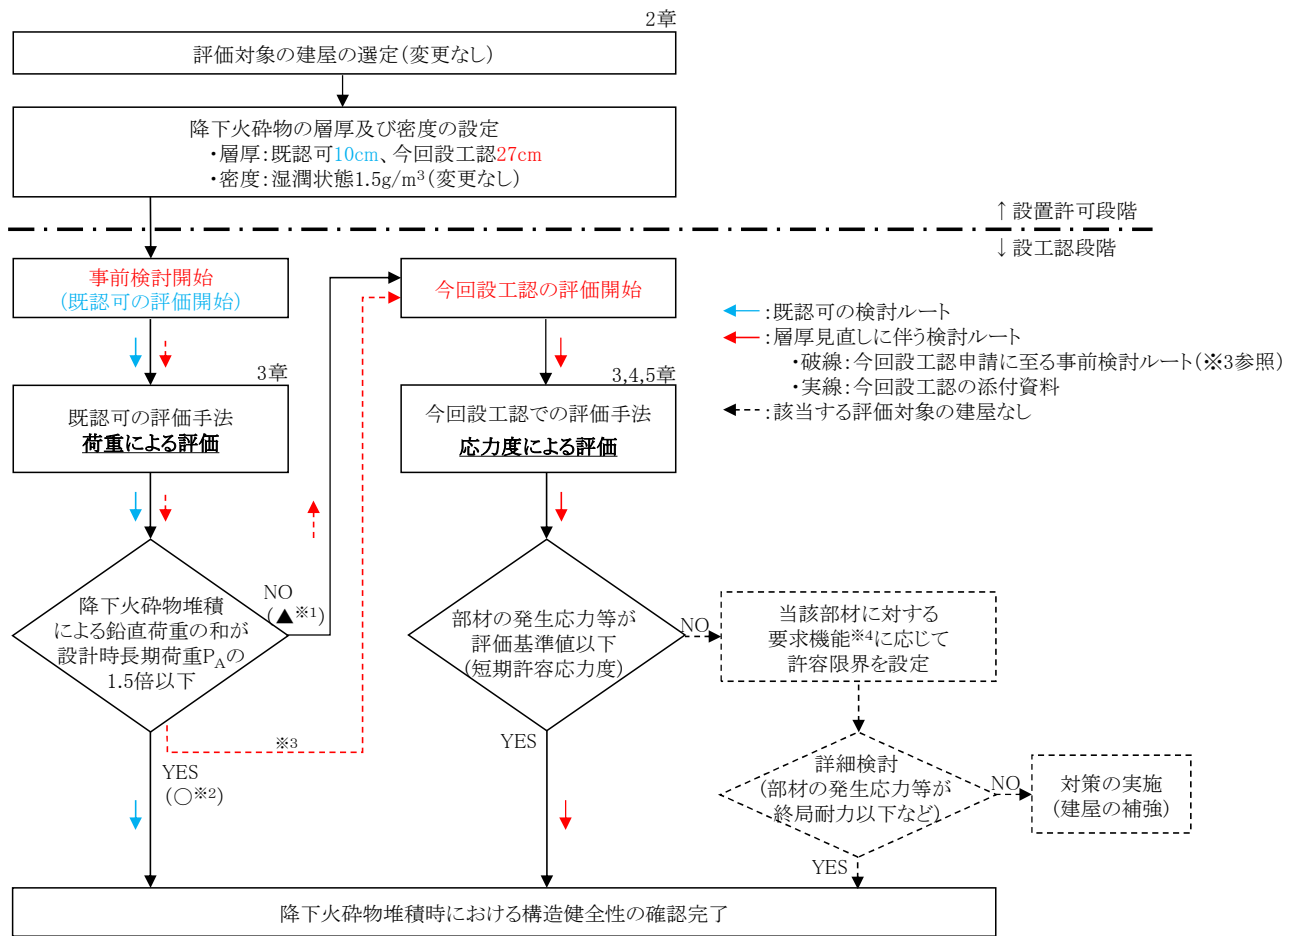 2章
評価対象の建屋の選定(変更なし)
降下火砕物の層厚及び密度の設定
・層厚:既認可10cm、今回設工認27cm
・密度:湿潤状態1.5g/m³(変更なし)
↑設置許可段階
↓設工認段階
事前検討開始
(既認可の評価開始)
今回設工認の評価開始
:既認可の検討ルート
:層厚見直しに伴う検討ルート
・破線:今回設工認申請に至る事前検討ルート(※3参照)
・実線:今回設工認の添付資料
:該当する評価対象の建屋なし
3章
既認可の評価手法
荷重による評価
3,4,5章
今回設工認での評価手法
応力度による評価
降下火砕物堆積
による鉛直荷重の和が
設計時長期荷重PAの
1.5倍以下
NO
(▲※1)
部材の発生応力等が
評価基準値以下
(短期許容応力度)
NO
当該部材に対する
要求機能※4に応じて
許容限界を設定
※3
YES
(○※2)
YES
詳細検討
(部材の発生応力等が
終局耐力以下など)
NO
対策の実施
(建屋の補強)
YES
降下火砕物堆積時における構造健全性の確認完了